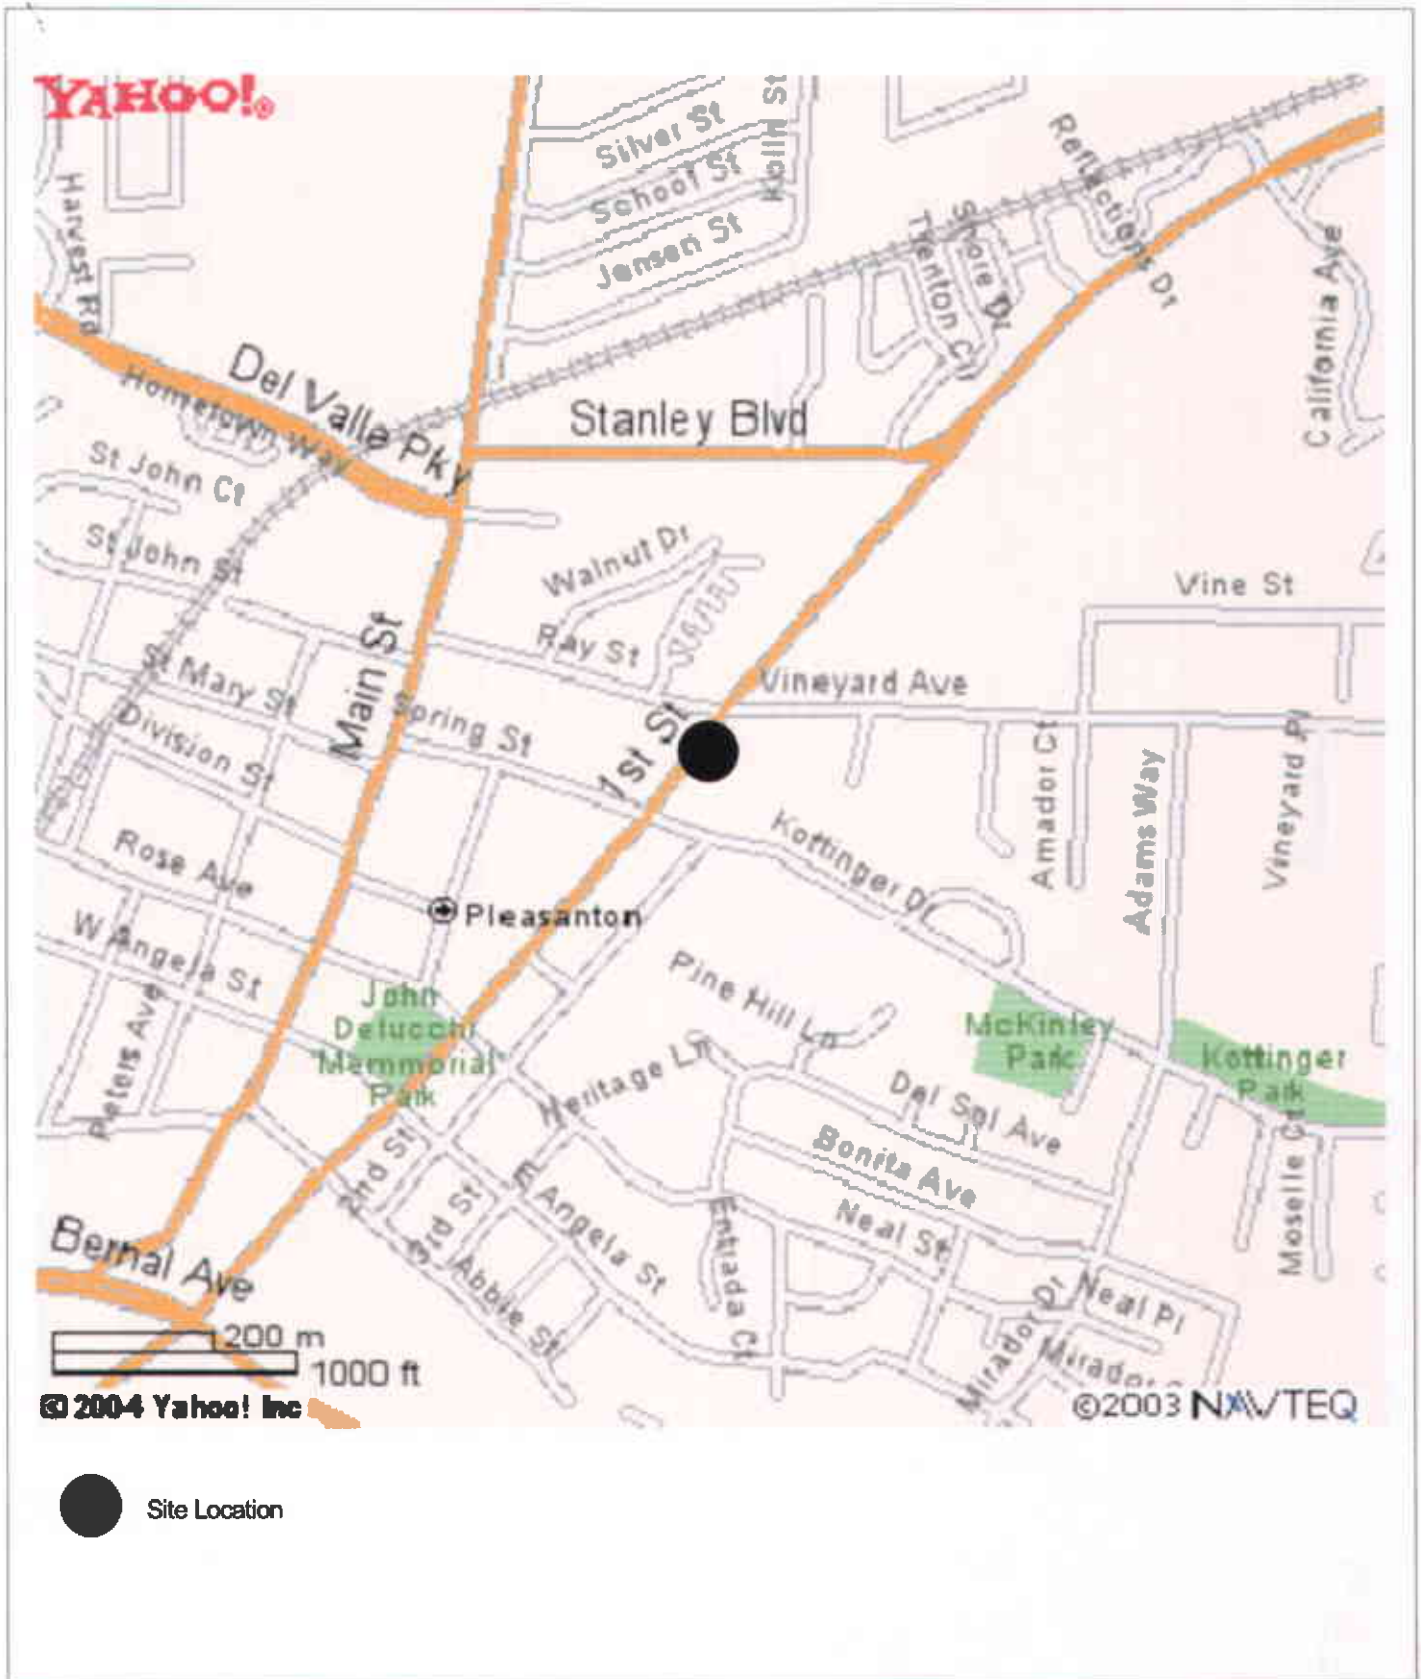 YAHOO!®
Silver St
School St
Kolln St
Jensen St
Reflections Dr
Shore Dr
Trenton Cir
California Ave
Harvest Rd
Del Valle Pky
Hometown Way
Stanley Blvd
St John Ct
St John St
Walnut Dr
Vine St
Ray St
Main St
St Mary St
Vineyard Ave
Spring St
1st St
Division St
Amador Ct
Adams Way
Vineyard Pl
Kottinger Dr
Rose Ave
Pleasanton
W Angela St
Pine Hill Ln
John
Delucchi
Memmorial
Park
McKinley
Park
Kottinger
Park
Peters Ave
Heritage Ln
Del Sol Ave
Bonita Ave
2nd St
3rd St
E Angela St
Neal St
Entrada Ct
Moselle Ct
Abbie St
Bernal Ave
Neal Pl
Mirador Dr
Mirador
200 m
1000 ft
© 2004 Yahoo! Inc
©2003 NAVTEQ
Site Location